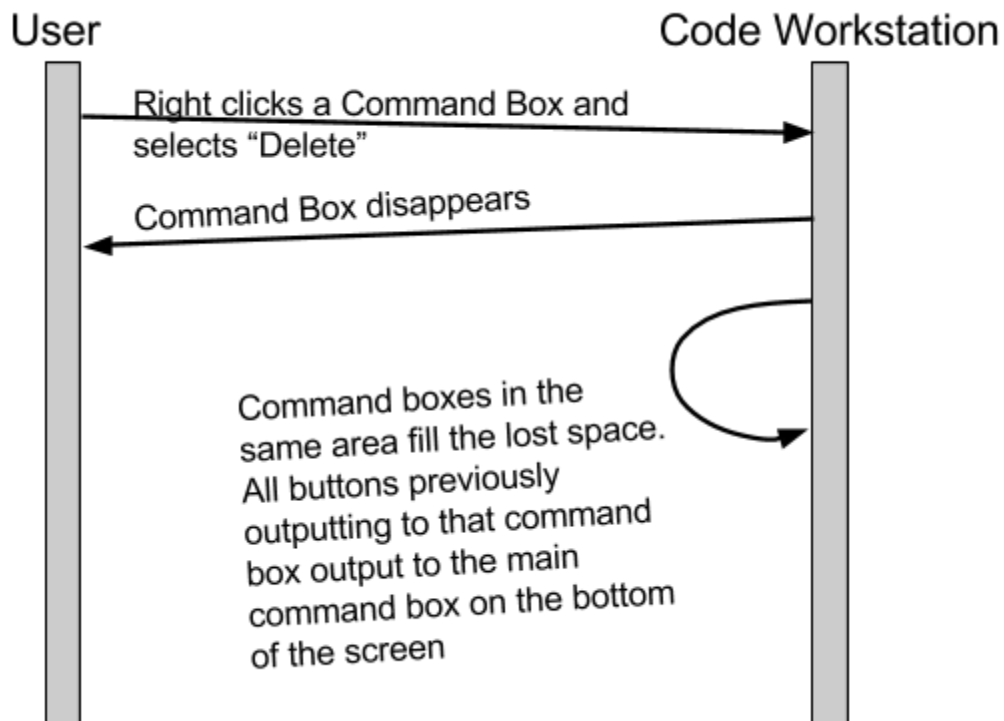 User
Code Workstation
Right clicks a Command Box and
selects “Delete”
Command Box disappears
Command boxes in the
same area fill the lost space.
All buttons previously
outputting to that command
box output to the main
command box on the bottom
of the screen